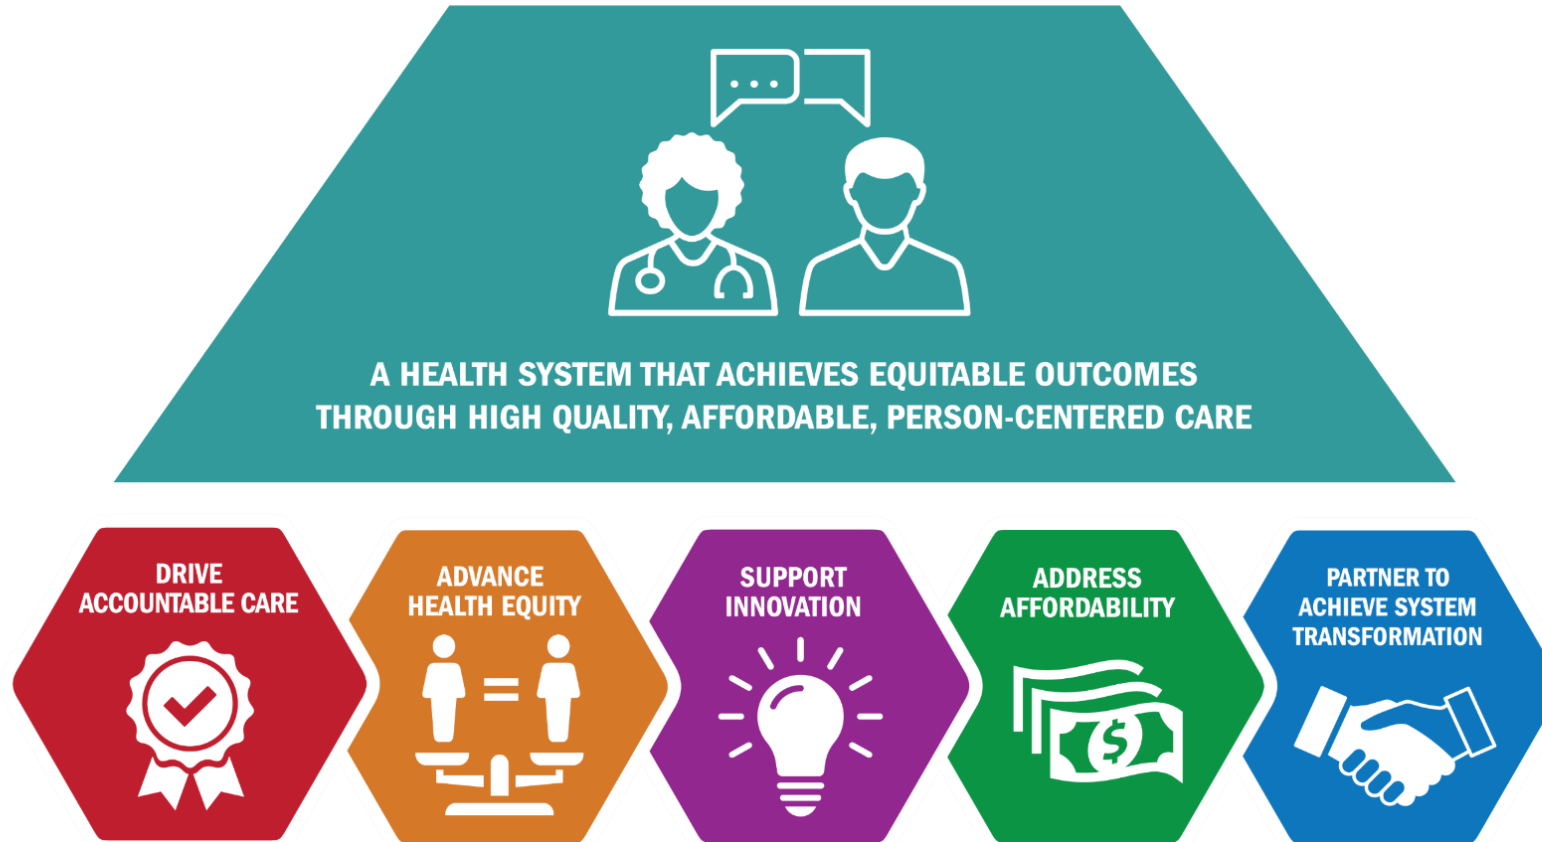 A HEALTH SYSTEM THAT ACHIEVES EQUITABLE OUTCOMES
THROUGH HIGH QUALITY, AFFORDABLE, PERSON-CENTERED CARE
DRIVE
ACCOUNTABLE CARE
ADVANCE
HEALTH EQUITY
=
SUPPORT
INNOVATION
ADDRESS
AFFORDABILITY
$
PARTNER TO
ACHIEVE SYSTEM
TRANSFORMATION